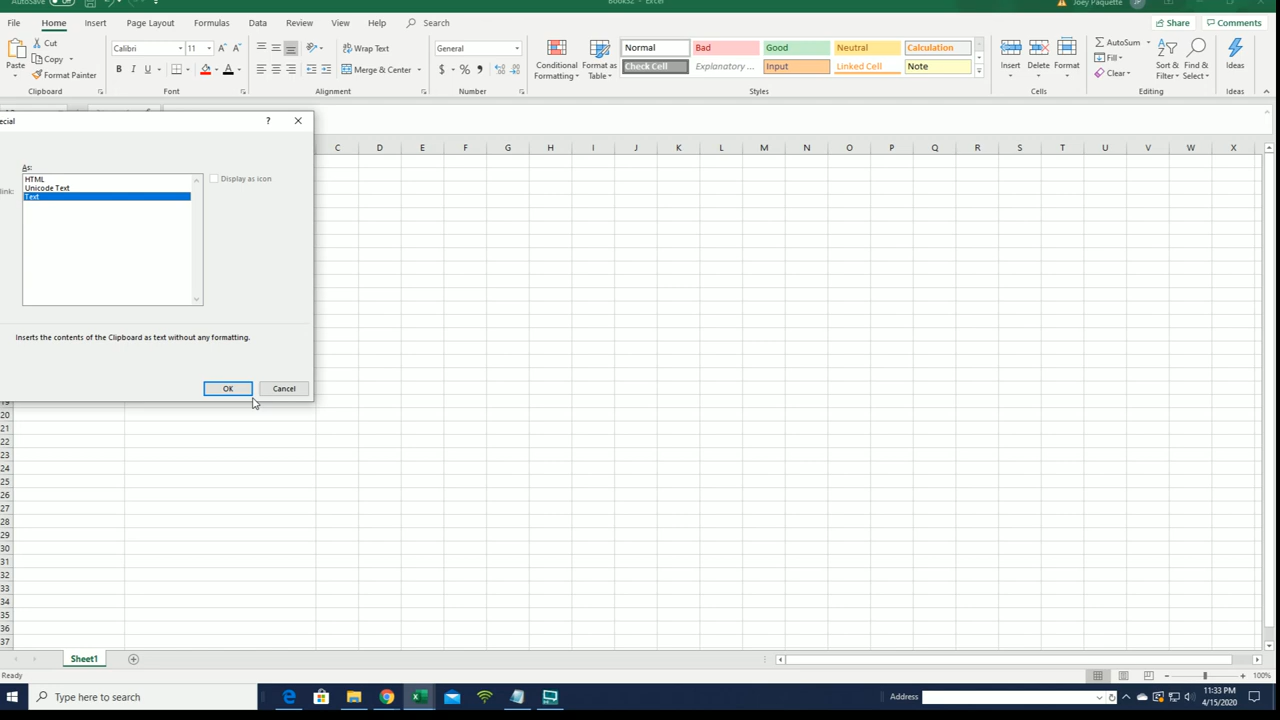 AutoSave Off Book32 - Excel Joey Paquette JP
File Home Insert Page Layout Formulas Data Review View Help Search Share Comments
Paste Cut Copy Format Painter Clipboard
Calibri 11 B I U A Font
Wrap Text Merge & Center Alignment
General $ % , Number
Conditional Formatting Format as Table
Normal Bad Good Neutral Calculation
Check Cell Explanatory ... Input Linked Cell Note
Styles
Insert Delete Format Cells
AutoSum Fill Clear Sort & Filter Find & Select Editing
Ideas Ideas
ecial ? ×
As:
link:
HTML
Unicode Text
Text
Display as icon
Inserts the contents of the Clipboard as text without any formatting.
OK Cancel
C D E F G H I J K L M N O P Q R S T U V W X
19
20
21
22
23
24
25
26
27
28
29
30
31
32
33
34
35
36
37
Sheet1
Ready 100%
Type here to search Address 11:33 PM
4/15/2020